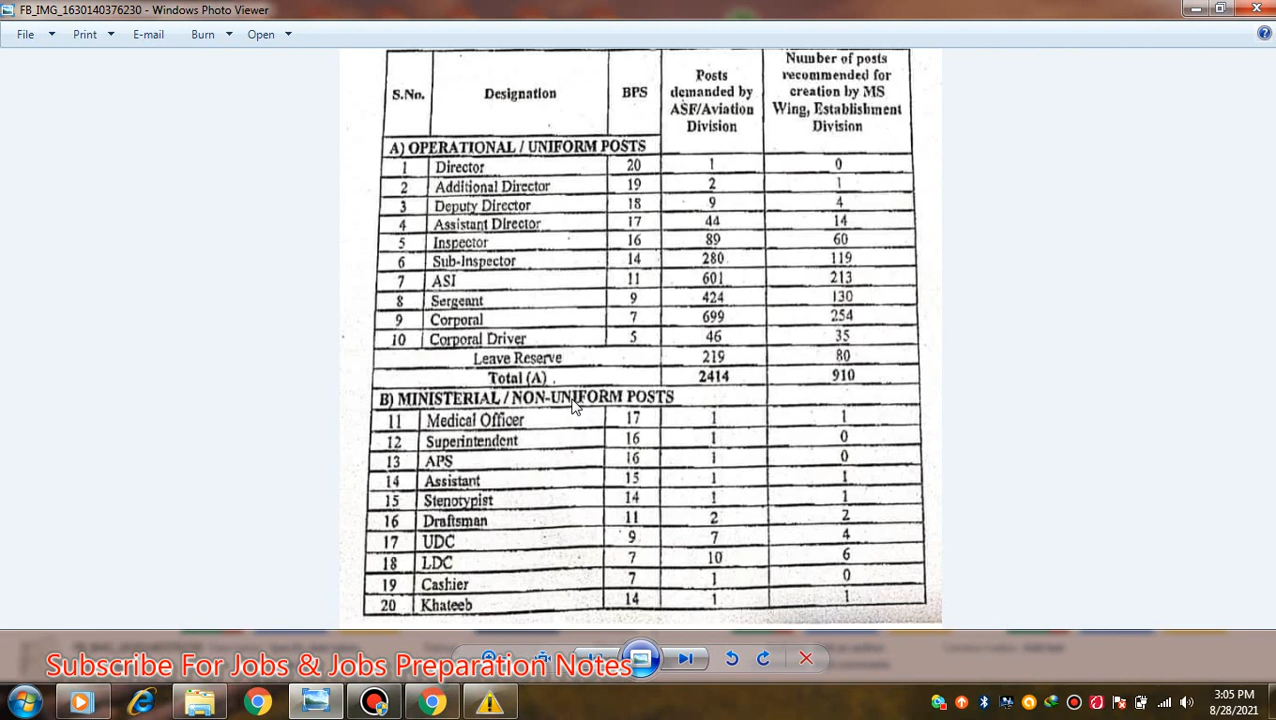 FB_IMG_1630140376230 - Windows Photo Viewer
File Print E-mail Burn Open
S.No. Designation BPS Posts demanded by ASF/Aviation Division Number of posts recommended for creation by MS Wing, Establishment Division
A) OPERATIONAL / UNIFORM POSTS
1 Director 20 1 0
2 Additional Director 19 2 1
3 Deputy Director 18 9 4
4 Assistant Director 17 44 14
5 Inspector 16 89 60
6 Sub-Inspector 14 280 119
7 ASI 11 601 213
8 Sergeant 9 424 130
9 Corporal 7 699 254
10 Corporal Driver 5 46 35
Leave Reserve 219 80
Total (A) 2414 910
B) MINISTERIAL / NON-UNIFORM POSTS
11 Medical Officer 17 1 1
12 Superintendent 16 1 0
13 APS 16 1 0
14 Assistant 15 1 1
15 Stenotypist 14 1 1
16 Draftsman 11 2 2
17 UDC 9 7 4
18 LDC 7 10 6
19 Cashier 7 1 0
20 Khateeb 14 1 1
Subscribe For Jobs & Jobs Preparation Notes
3:05 PM
8/28/2021